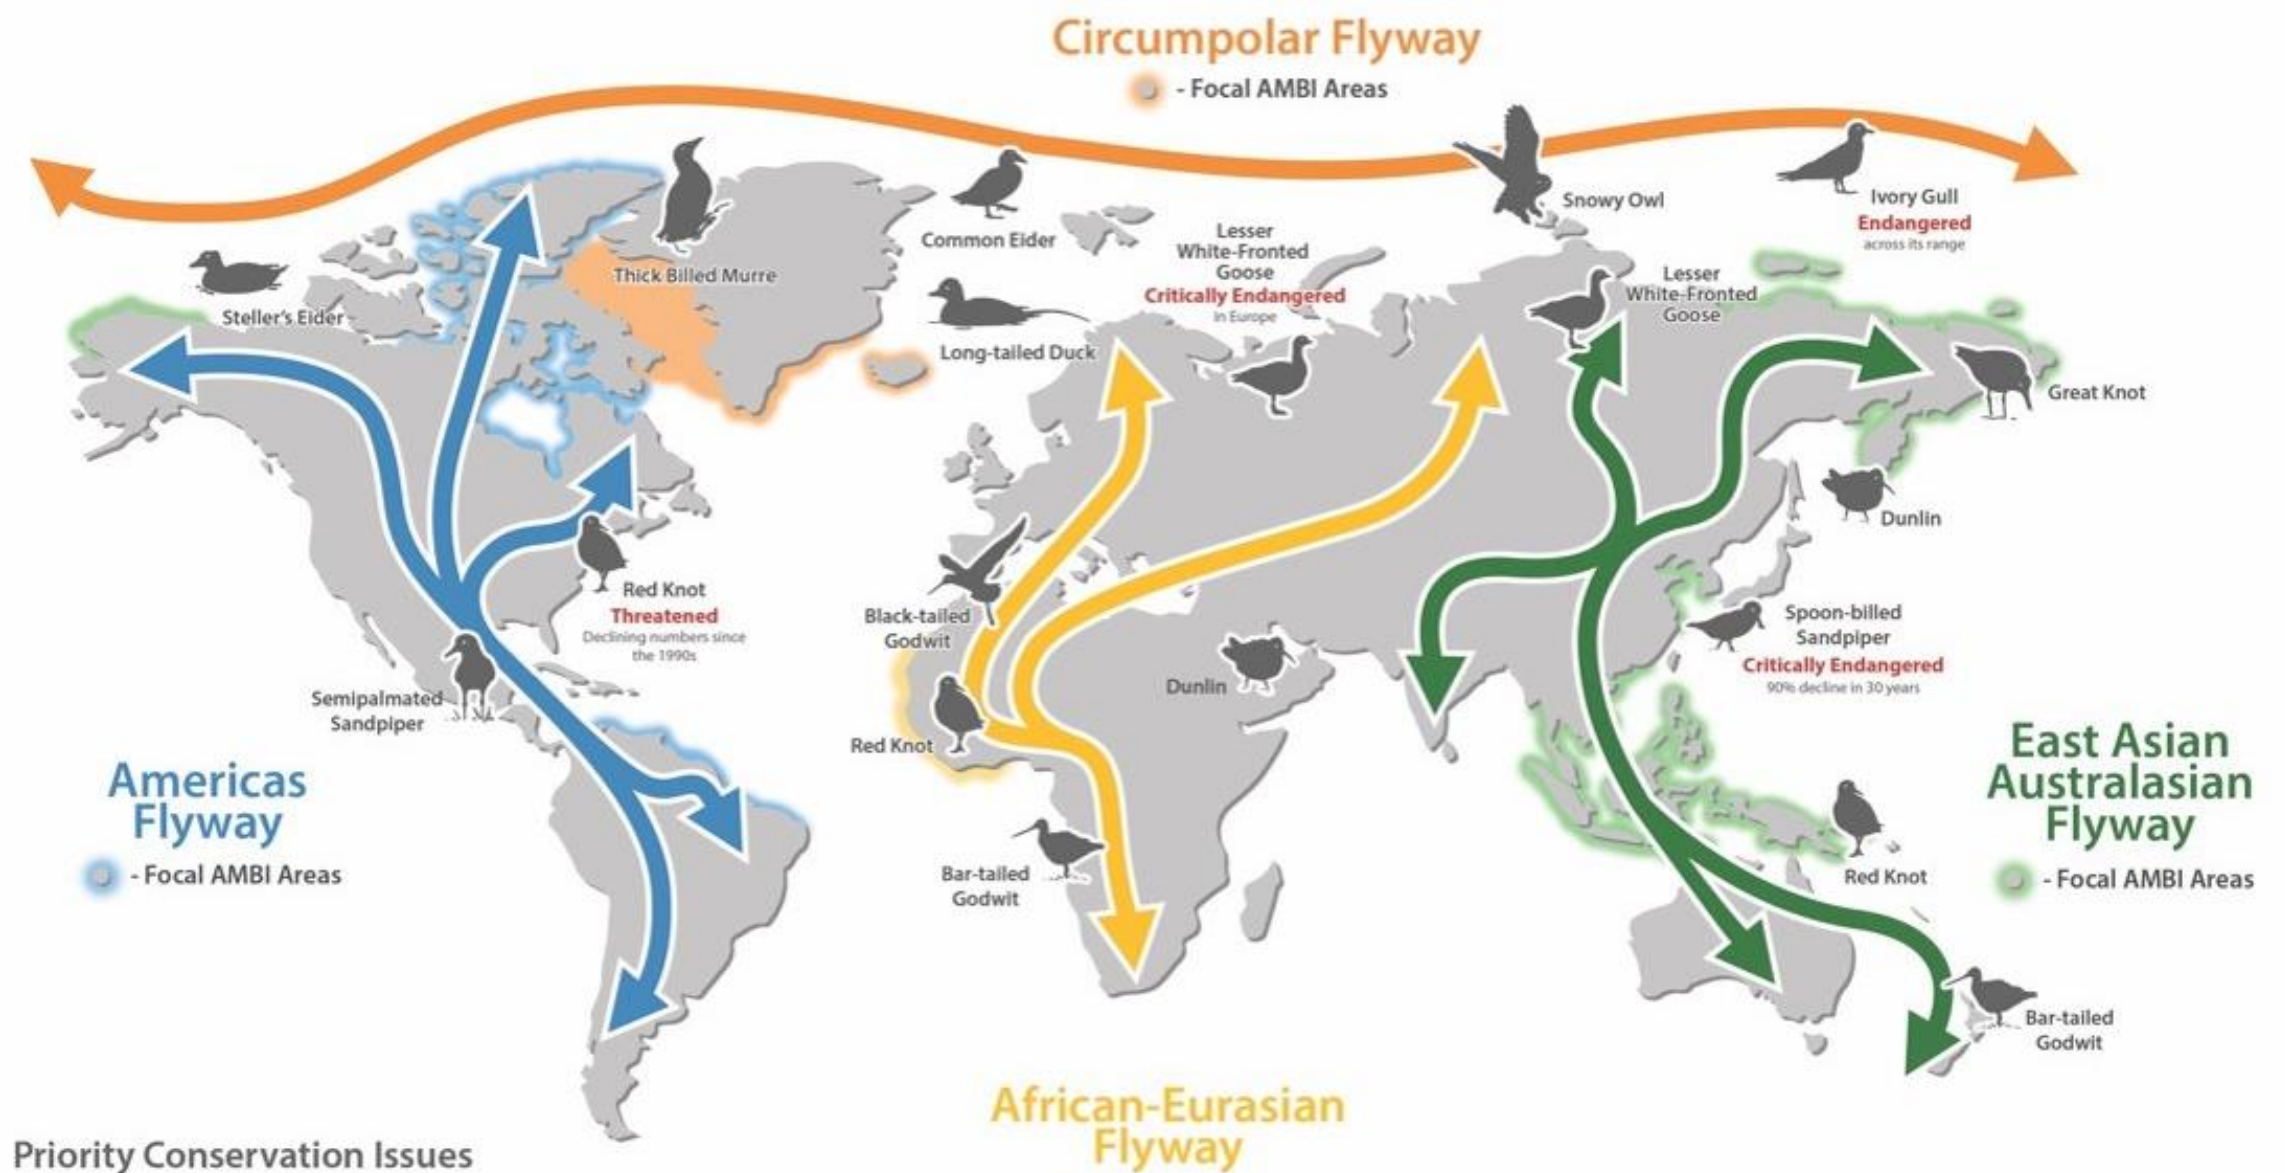 Circumpolar Flyway
- Focal AMBI Areas
Snowy Owl
Ivory Gull
Endangered
across its range
Common Eider
Lesser
White-Fronted
Goose
Critically Endangered
in Europe
Thick Billed Murre
Lesser
White-Fronted
Goose
Steller's Eider
Long-tailed Duck
Great Knot
Dunlin
Red Knot
Threatened
Declining numbers since
the 1990s
Black-tailed
Godwit
Spoon-billed
Sandpiper
Critically Endangered
90% decline in 30 years
Dunlin
Semipalmated
Sandpiper
Red Knot
Americas
Flyway
- Focal AMBI Areas
East Asian
Australasian
Flyway
- Focal AMBI Areas
Bar-tailed
Godwit
Red Knot
Bar-tailed
Godwit
African-Eurasian
Flyway
Priority Conservation Issues